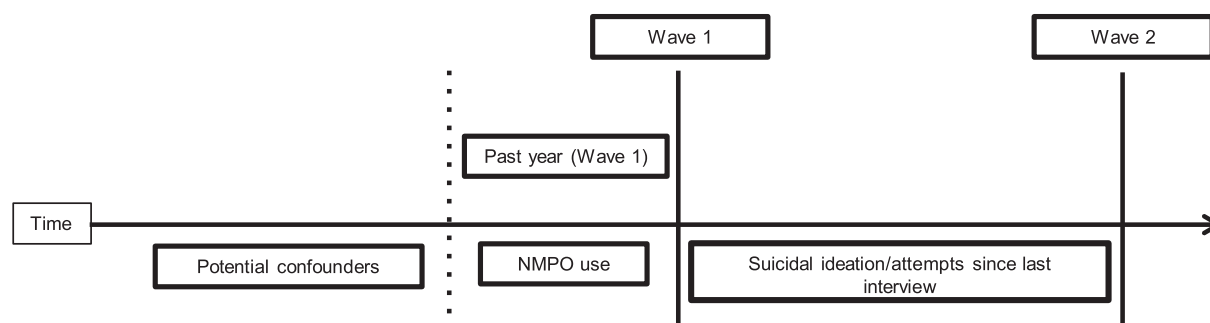 Wave 1
Wave 2
Past year (Wave 1)
Time
Potential confounders
NMPO use
Suicidal ideation/attempts since last
interview